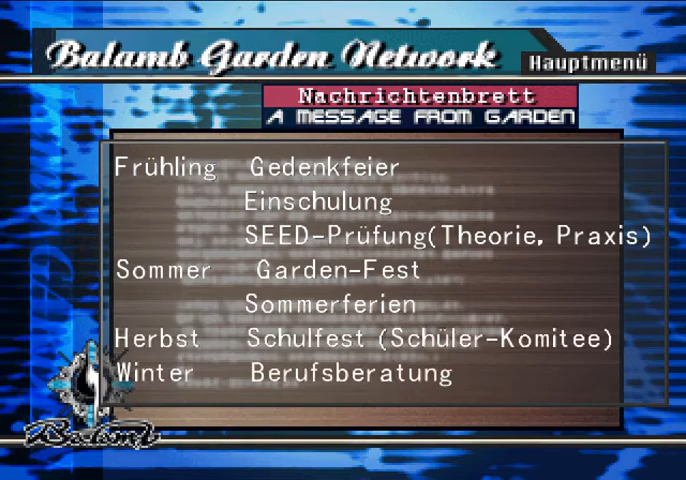 Balamb Garden Network
Hauptmenü
Nachrichtenbrett
A MESSAGE FROM GARDEN
Frühling Gedenkfeier
Einschulung
SEED-Prüfung(Theorie, Praxis)
Sommer Garden-Fest
Sommerferien
Herbst Schulfest (Schüler-Komitee)
Winter Berufsberatung
Balamb